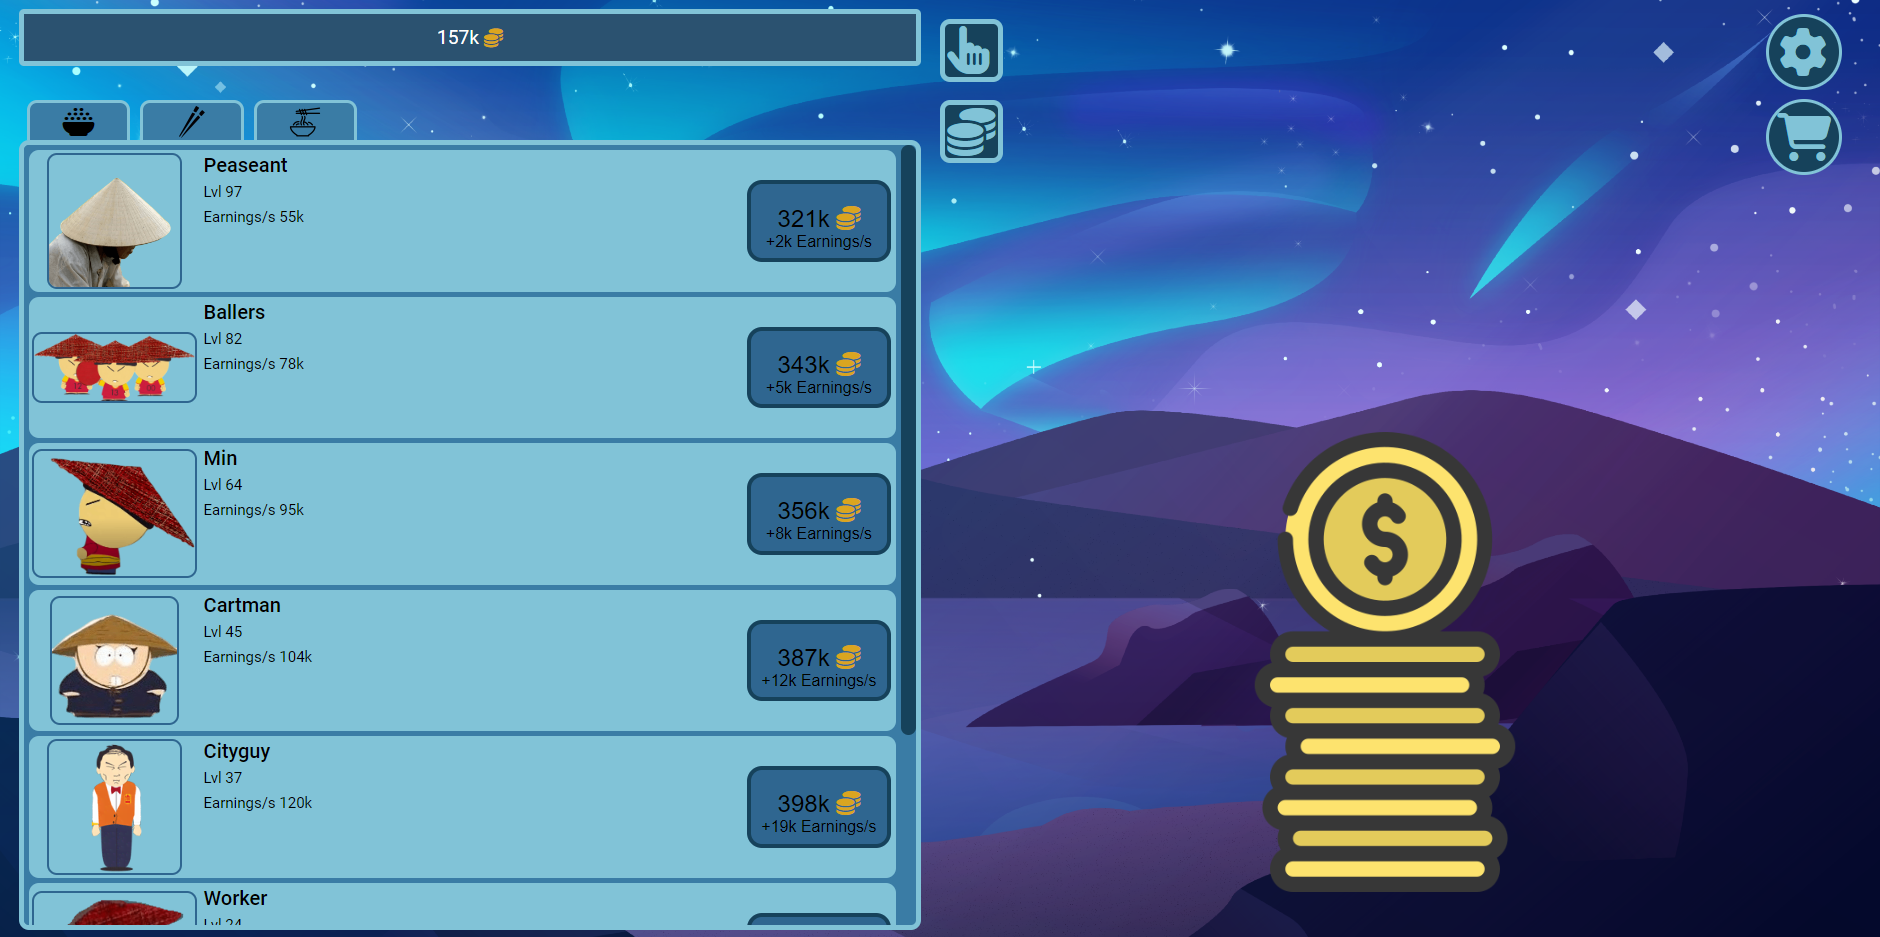 157k
Peaseant
Lvl 97
Earnings/s 55k
321k
+2k Earnings/s
Ballers
Lvl 82
Earnings/s 78k
343k
+5k Earnings/s
Min
Lvl 64
Earnings/s 95k
356k
+8k Earnings/s
Cartman
Lvl 45
Earnings/s 104k
387k
+12k Earnings/s
Cityguy
Lvl 37
Earnings/s 120k
398k
+19k Earnings/s
Worker
Lvl 24
$